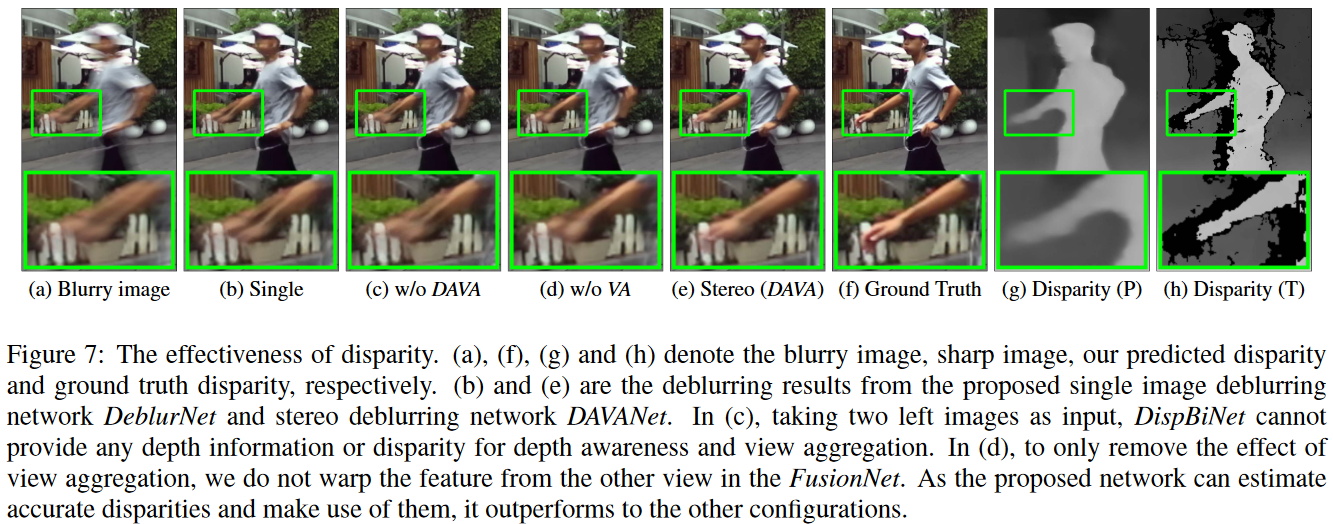 (a) Blurry image (b) Single (c) w/o DAVA (d) w/o VA (e) Stereo (DAVA) (f) Ground Truth (g) Disparity (P) (h) Disparity (T)
Figure 7: The effectiveness of disparity. (a), (f), (g) and (h) denote the blurry image, sharp image, our predicted disparity
and ground truth disparity, respectively. (b) and (e) are the deblurring results from the proposed single image deblurring
network DeblurNet and stereo deblurring network DAVANet. In (c), taking two left images as input, DispBiNet cannot
provide any depth information or disparity for depth awareness and view aggregation. In (d), to only remove the effect of
view aggregation, we do not warp the feature from the other view in the FusionNet. As the proposed network can estimate
accurate disparities and make use of them, it outperforms to the other configurations.